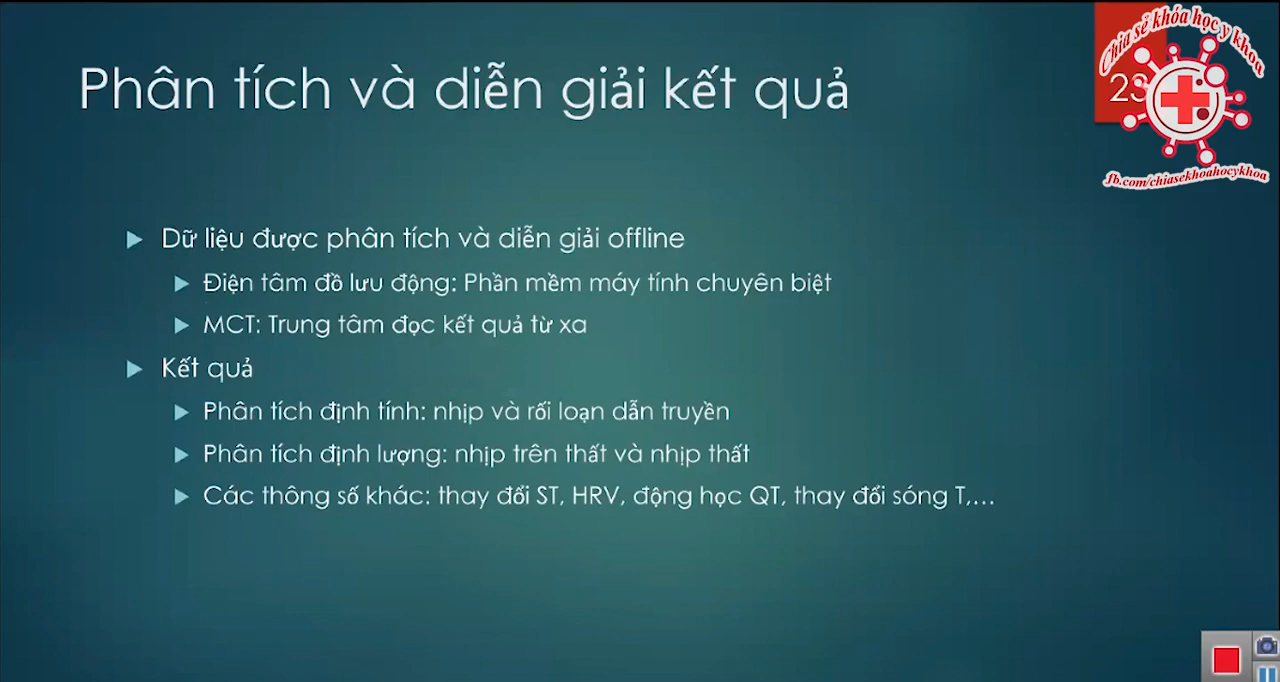 Phân tích và diễn giải kết quả
23
Chia sẻ khóa học y khoa
fb.com/chiasekhoahocykhoa
Dữ liệu được phân tích và diễn giải offline
Điện tâm đồ lưu động: Phần mềm máy tính chuyên biệt
MCT: Trung tâm đọc kết quả từ xa
Kết quả
Phân tích định tính: nhịp và rối loạn dẫn truyền
Phân tích định lượng: nhịp trên thất và nhịp thất
Các thông số khác: thay đổi ST, HRV, động học QT, thay đổi sóng T,...